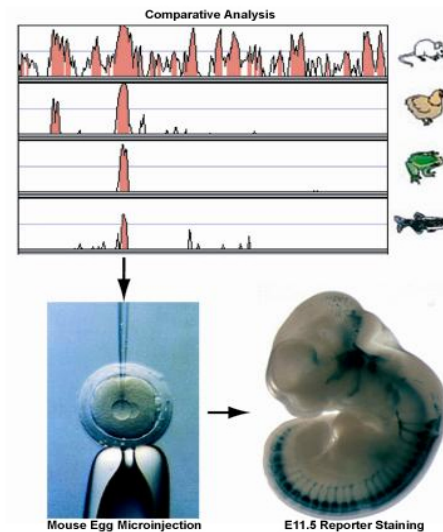 Comparative Analysis
Mouse Egg Microinjection
E11.5 Reporter Staining